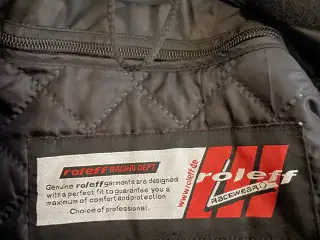 roleff RACING DEPT.
Genuine roleff garments are designed
with a perfect fit to guarantee you a
maximum of comfort and protection
Choice of professional.
www.roleff.de
roleff
RACEWEAR